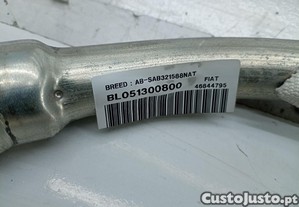 BREED : AB-SAB321588NAT
FIAT
BL051300800
46844795
CustoJusto.pt